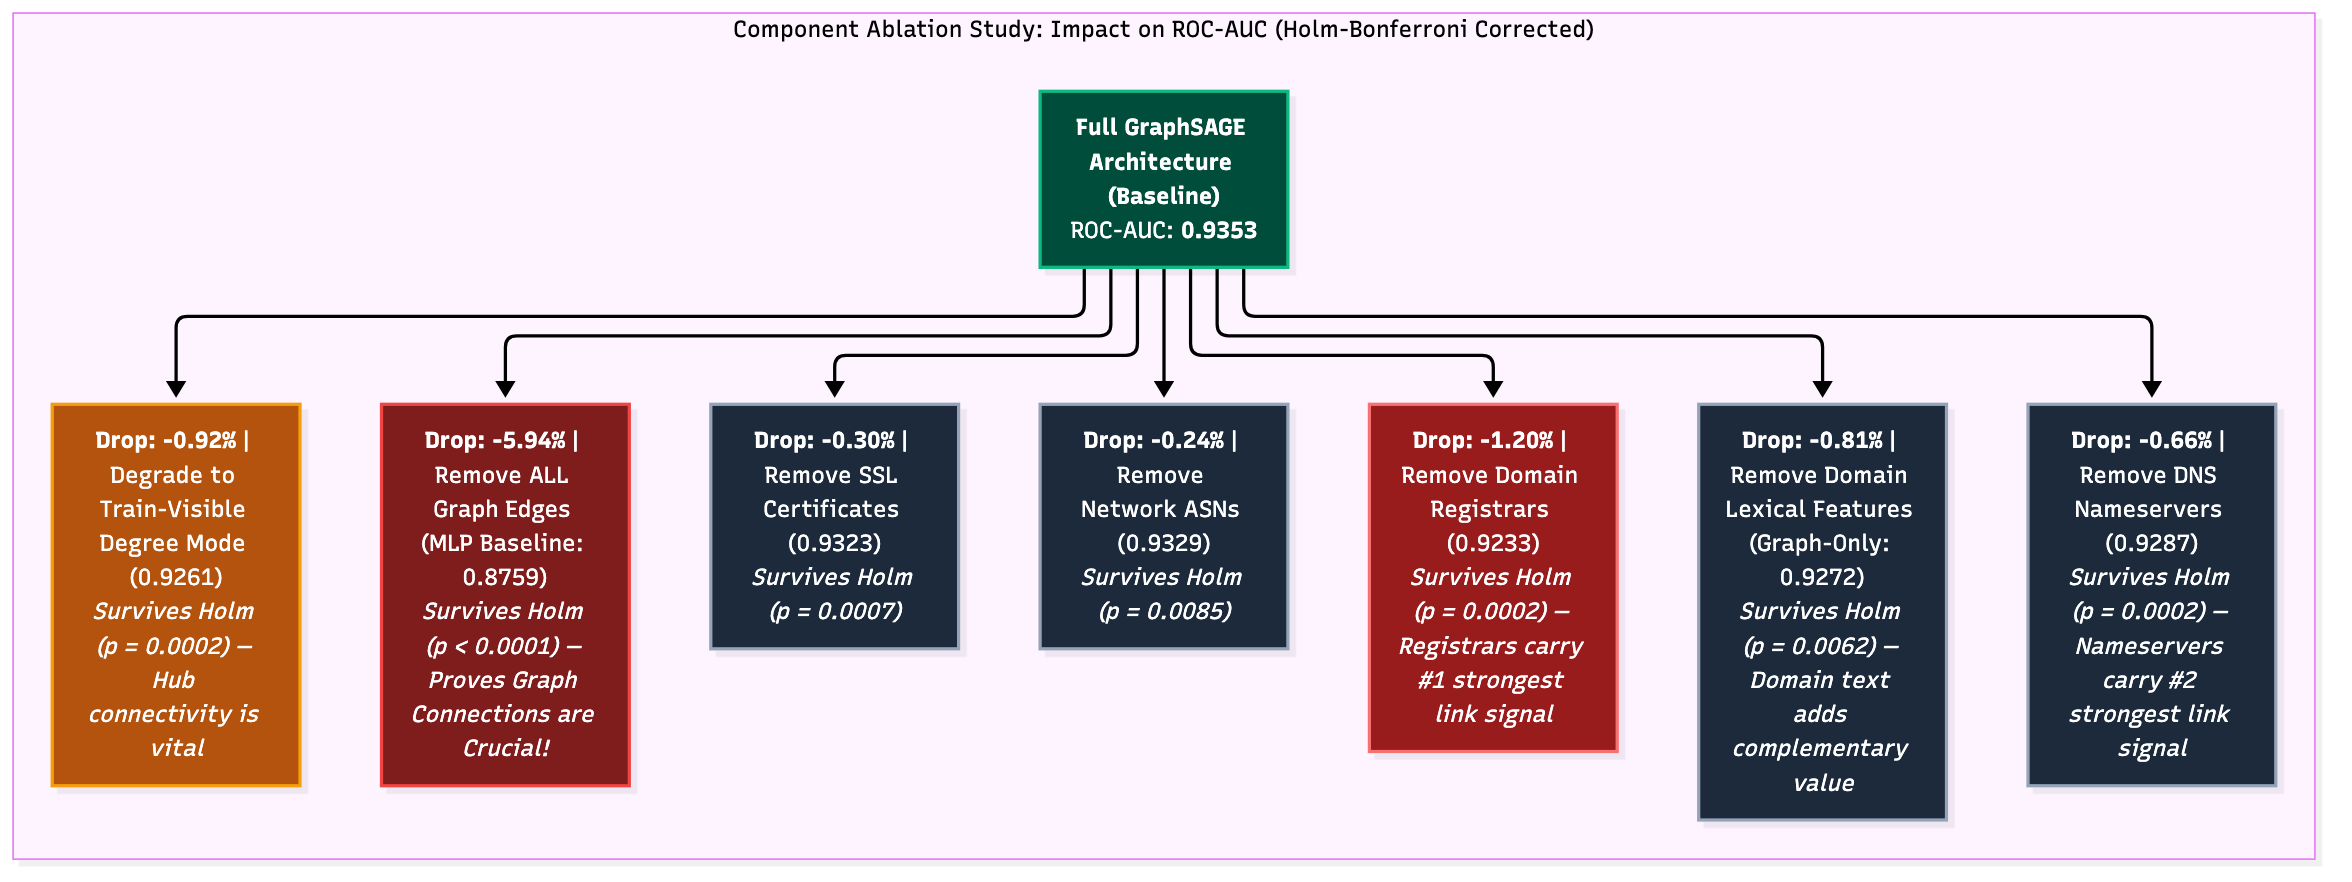 Component Ablation Study: Impact on ROC-AUC (Holm-Bonferroni Corrected)
Full GraphSAGE
Architecture
(Baseline)
ROC-AUC: 0.9353
Drop: -0.92% |
Degrade to
Train-Visible
Degree Mode
(0.9261)
Survives Holm
(p = 0.0002) —
Hub
connectivity is
vital
Drop: -5.94% |
Remove ALL
Graph Edges
(MLP Baseline:
0.8759)
Survives Holm
(p < 0.0001) —
Proves Graph
Connections are
Crucial!
Drop: -0.30% |
Remove SSL
Certificates
(0.9323)
Survives Holm
(p = 0.0007)
Drop: -0.24% |
Remove
Network ASNs
(0.9329)
Survives Holm
(p = 0.0085)
Drop: -1.20% |
Remove Domain
Registrars
(0.9233)
Survives Holm
(p = 0.0002) —
Registrars carry
#1 strongest
link signal
Drop: -0.81% |
Remove Domain
Lexical Features
(Graph-Only:
0.9272)
Survives Holm
(p = 0.0062) —
Domain text
adds
complementary
value
Drop: -0.66% |
Remove DNS
Nameservers
(0.9287)
Survives Holm
(p = 0.0002) —
Nameservers
carry #2
strongest link
signal